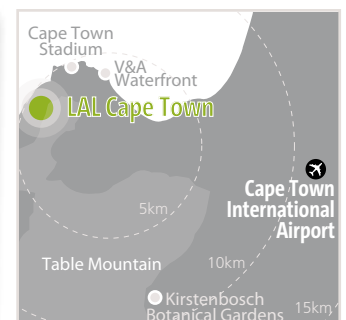 Cape Town
Stadium
V&A
Waterfront
LAL Cape Town
5km
Cape Town
International
Airport
Table Mountain
10km
Kirstenbosch
Botanical Gardens
15km